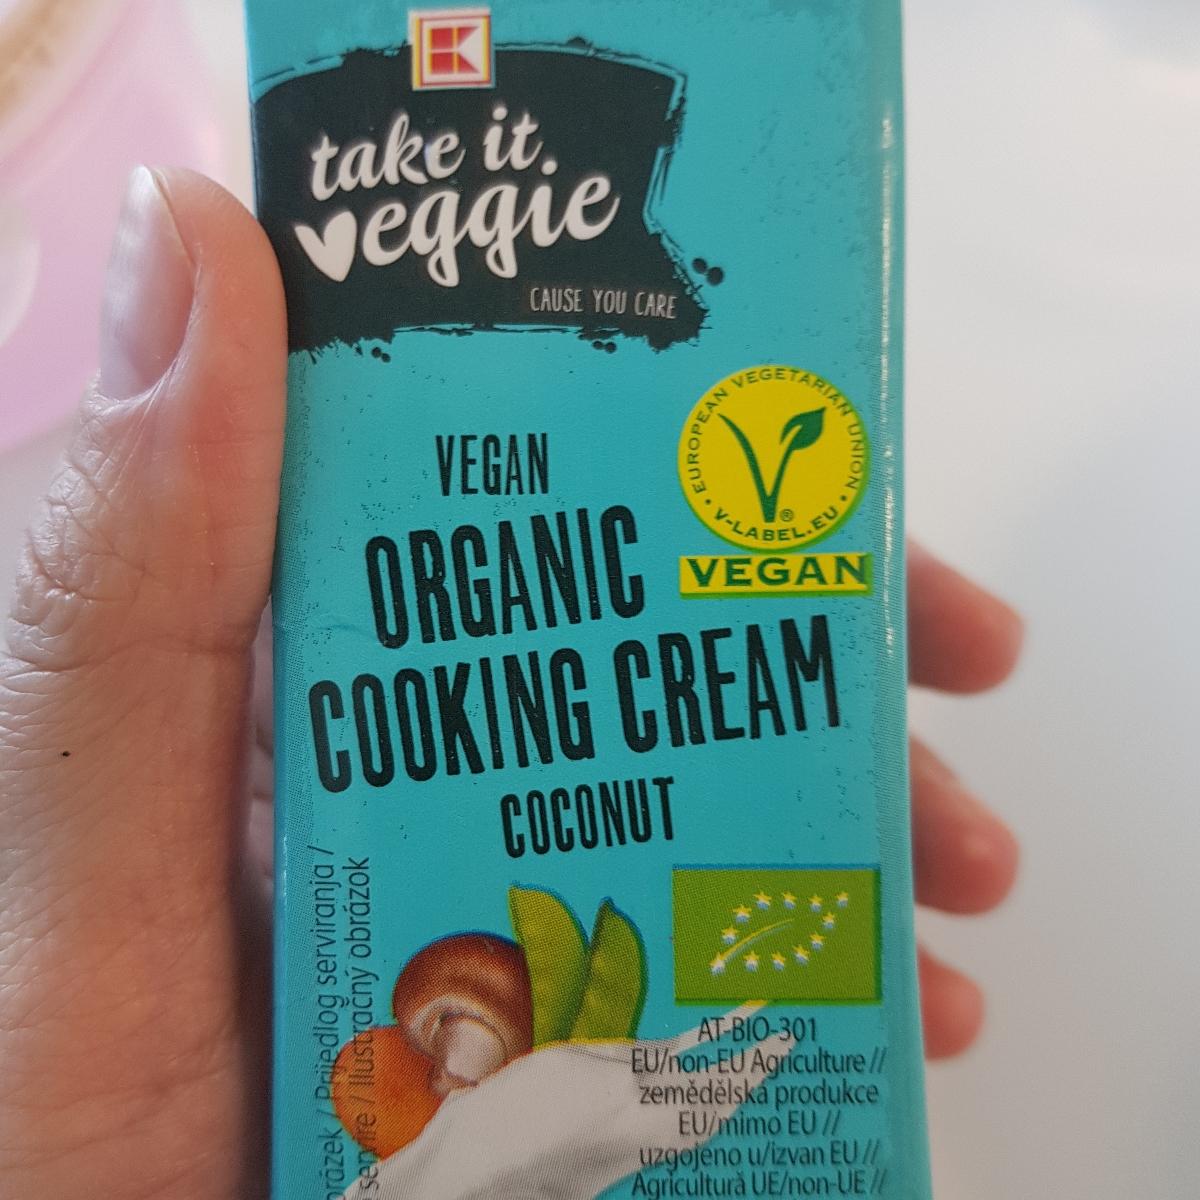 K
take it
veggie
CAUSE YOU CARE
EUROPEAN VEGETARIAN UNION
V-LABEL.EU
®
VEGAN
VEGAN
ORGANIC
COOKING CREAM
COCONUT
/ Prijedlog serviranja /
/ Ilustračný obrázok
AT-BIO-301
EU/non-EU Agriculture //
zemědělská produkce
EU/mimo EU //
uzgojeno u/izvan EU //
Agricultură UE/non-UE //